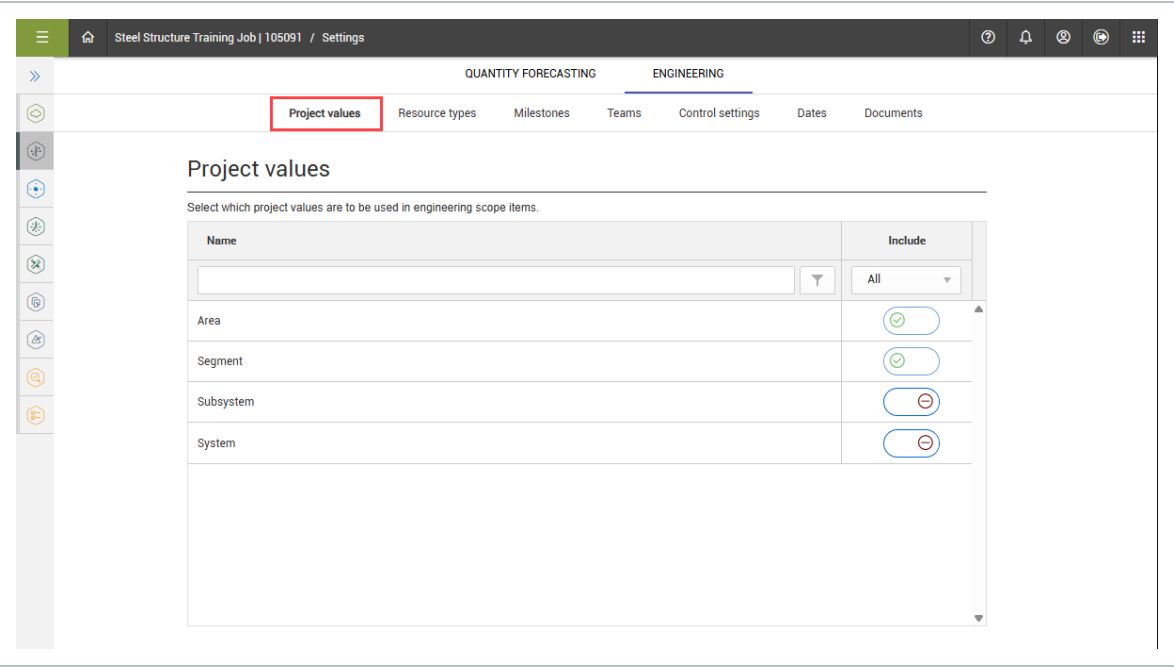 Steel Structure Training Job | 105091 / Settings
QUANTITY FORECASTING ENGINEERING
Project values Resource types Milestones Teams Control settings Dates Documents
Project values
Select which project values are to be used in engineering scope items.
Name Include
All
Area
Segment
Subsystem
System